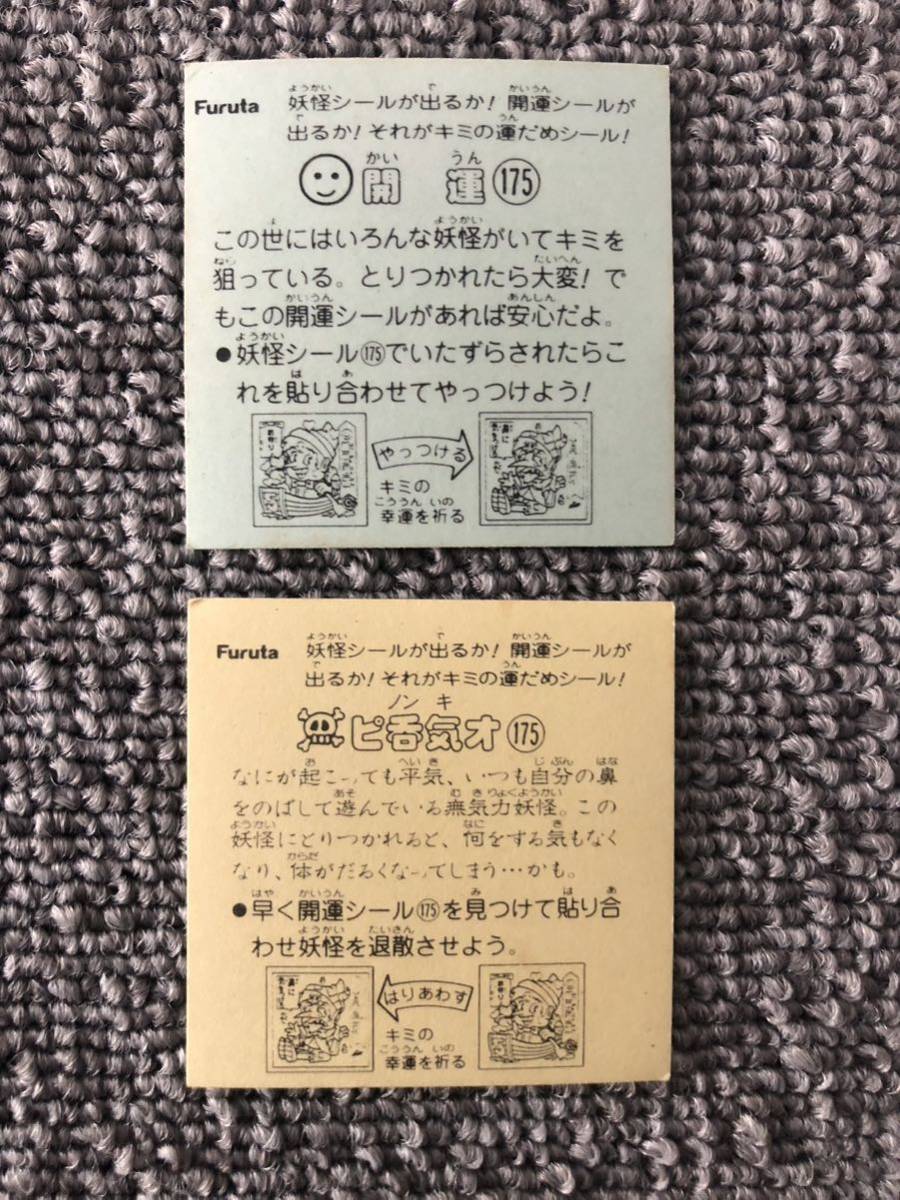 Furuta
妖怪シールが出るか！開運シールが
出るか！それがキミの運だめシール！
開運175
この世にはいろんな妖怪がいてキミを
狙っている。とりつかれたら大変！で
もこの開運シールがあれば安心だよ。
●妖怪シール175でいたずらされたらこ
れを貼り合わせてやっつけよう！
やっつける
キミの
幸運を祈る
Furuta
妖怪シールが出るか！開運シールが
出るか！それがキミの運だめシール！
ピ呑気オ175
なにが起こっても平気、いつも自分の鼻
をのばして遊んでいる無気力妖怪。この
妖怪にとりつかれると、何をする気もなく
なり、体がだるくなってしまう…かも。
●早く開運シール175を見つけて貼り合
わせ妖怪を退散させよう。
はりあわす
キミの
幸運を祈る